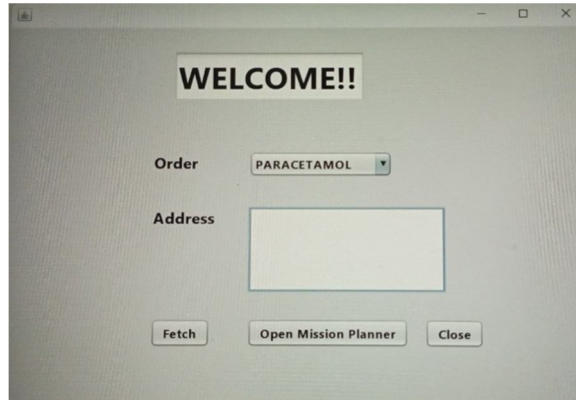 WELCOME!!
Order PARACETAMOL
Address
Fetch Open Mission Planner Close